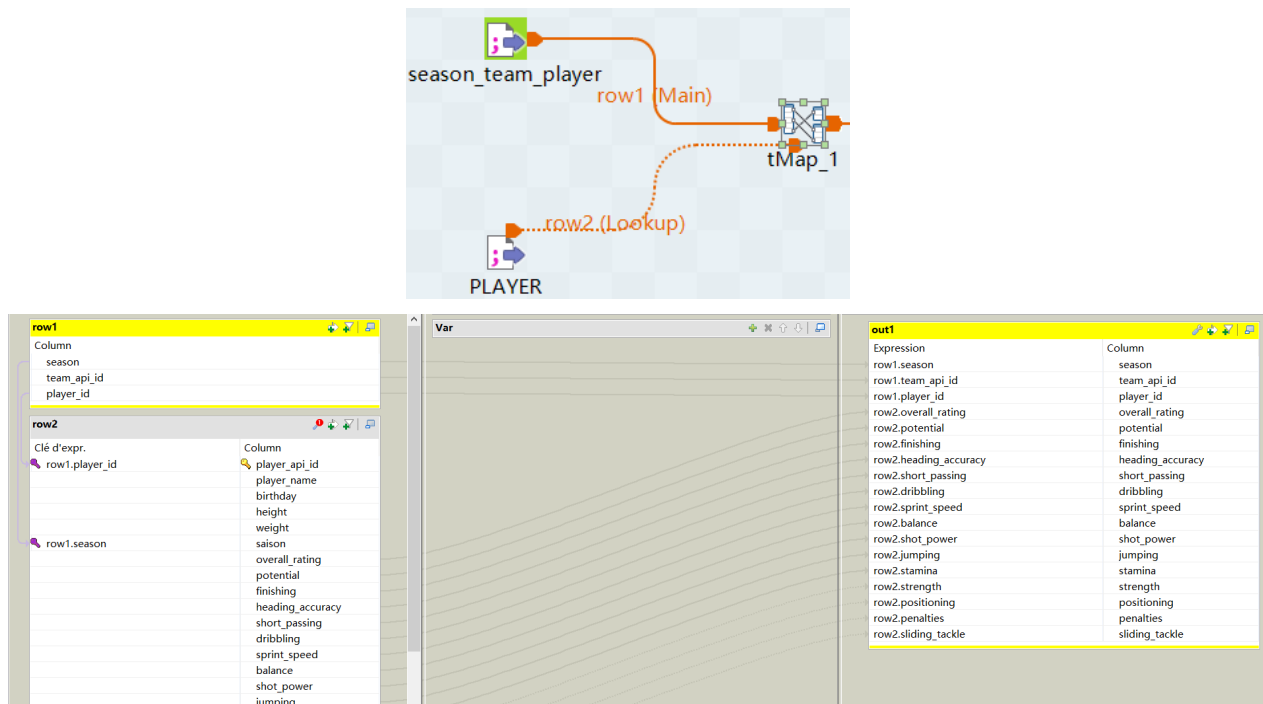 season_team_player
row1 (Main)
tMap_1
row2 (Lookup)
PLAYER
row1
Column
season
team_api_id
player_id
row2
Clé d'expr. Column
row1.player_id player_api_id
player_name
birthday
height
weight
row1.season saison
overall_rating
potential
finishing
heading_accuracy
short_passing
dribbling
sprint_speed
balance
shot_power
jumping
Var
out1
Expression Column
row1.season season
row1.team_api_id team_api_id
row1.player_id player_id
row2.overall_rating overall_rating
row2.potential potential
row2.finishing finishing
row2.heading_accuracy heading_accuracy
row2.short_passing short_passing
row2.dribbling dribbling
row2.sprint_speed sprint_speed
row2.balance balance
row2.shot_power shot_power
row2.jumping jumping
row2.stamina stamina
row2.strength strength
row2.positioning positioning
row2.penalties penalties
row2.sliding_tackle sliding_tackle